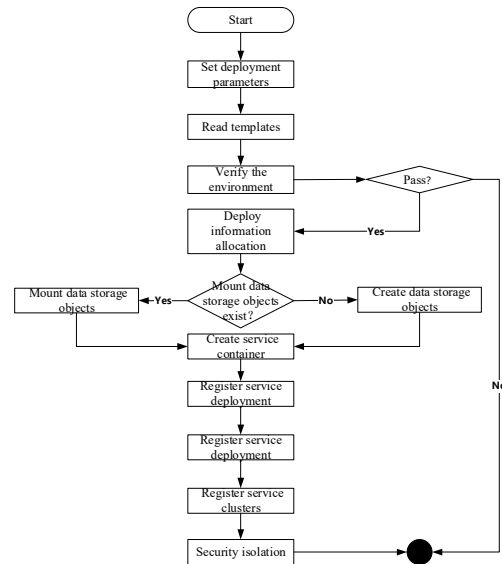 Start
Set deployment
parameters
Read templates
Verify the
environment
Pass?
Deploy
information
allocation
Yes
Mount data
storage objects
exist?
Yes
No
Mount data storage
objects
Create data storage
objects
Create service
container
Register service
deployment
No
Register service
deployment
Register service
clusters
Security isolation